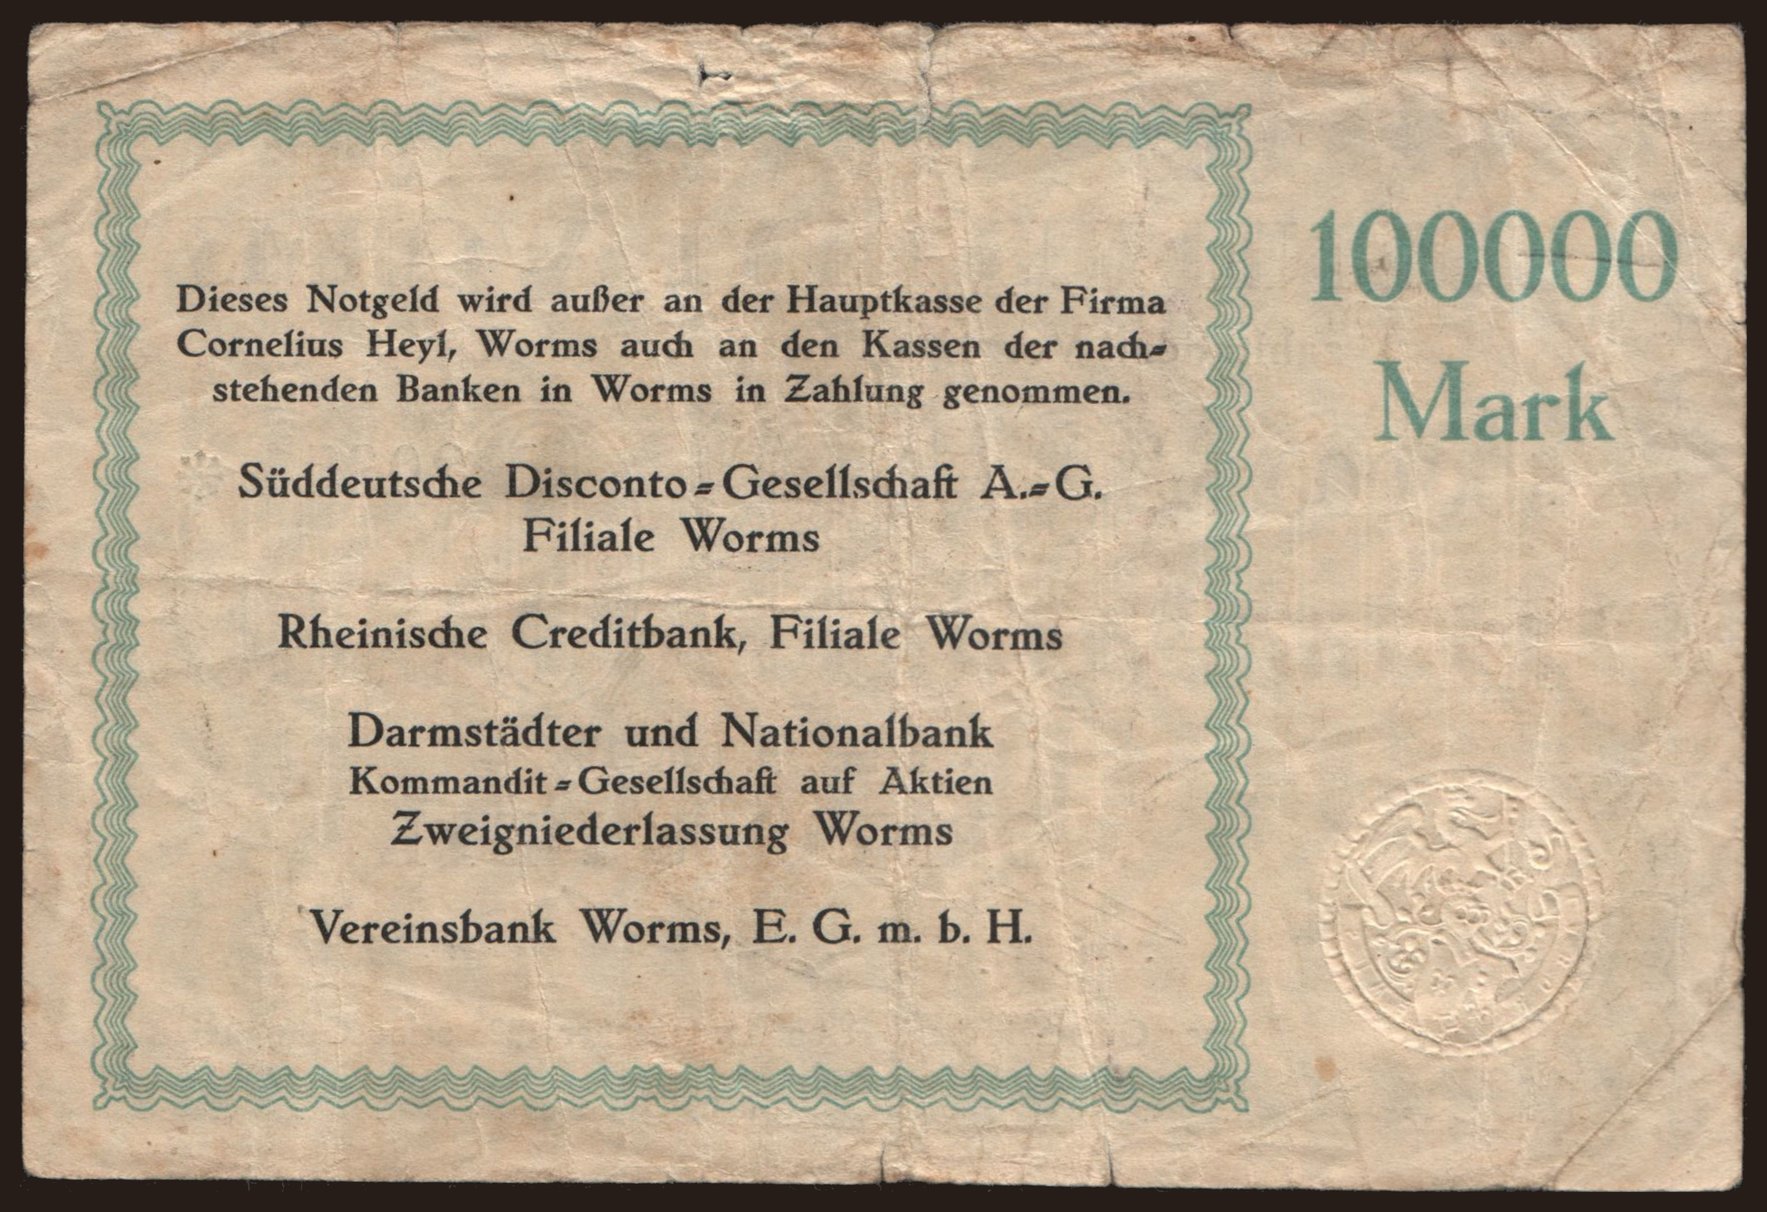 Dieses Notgeld wird außer an der Hauptkasse der Firma
Cornelius Heyl, Worms auch an den Kassen der nach-
stehenden Banken in Worms in Zahlung genommen.
Süddeutsche Disconto-Gesellschaft A.-G.
Filiale Worms
Rheinische Creditbank, Filiale Worms
Darmstädter und Nationalbank
Kommandit-Gesellschaft auf Aktien
Zweigniederlassung Worms
Vereinsbank Worms, E. G. m. b. H.
100000
Mark